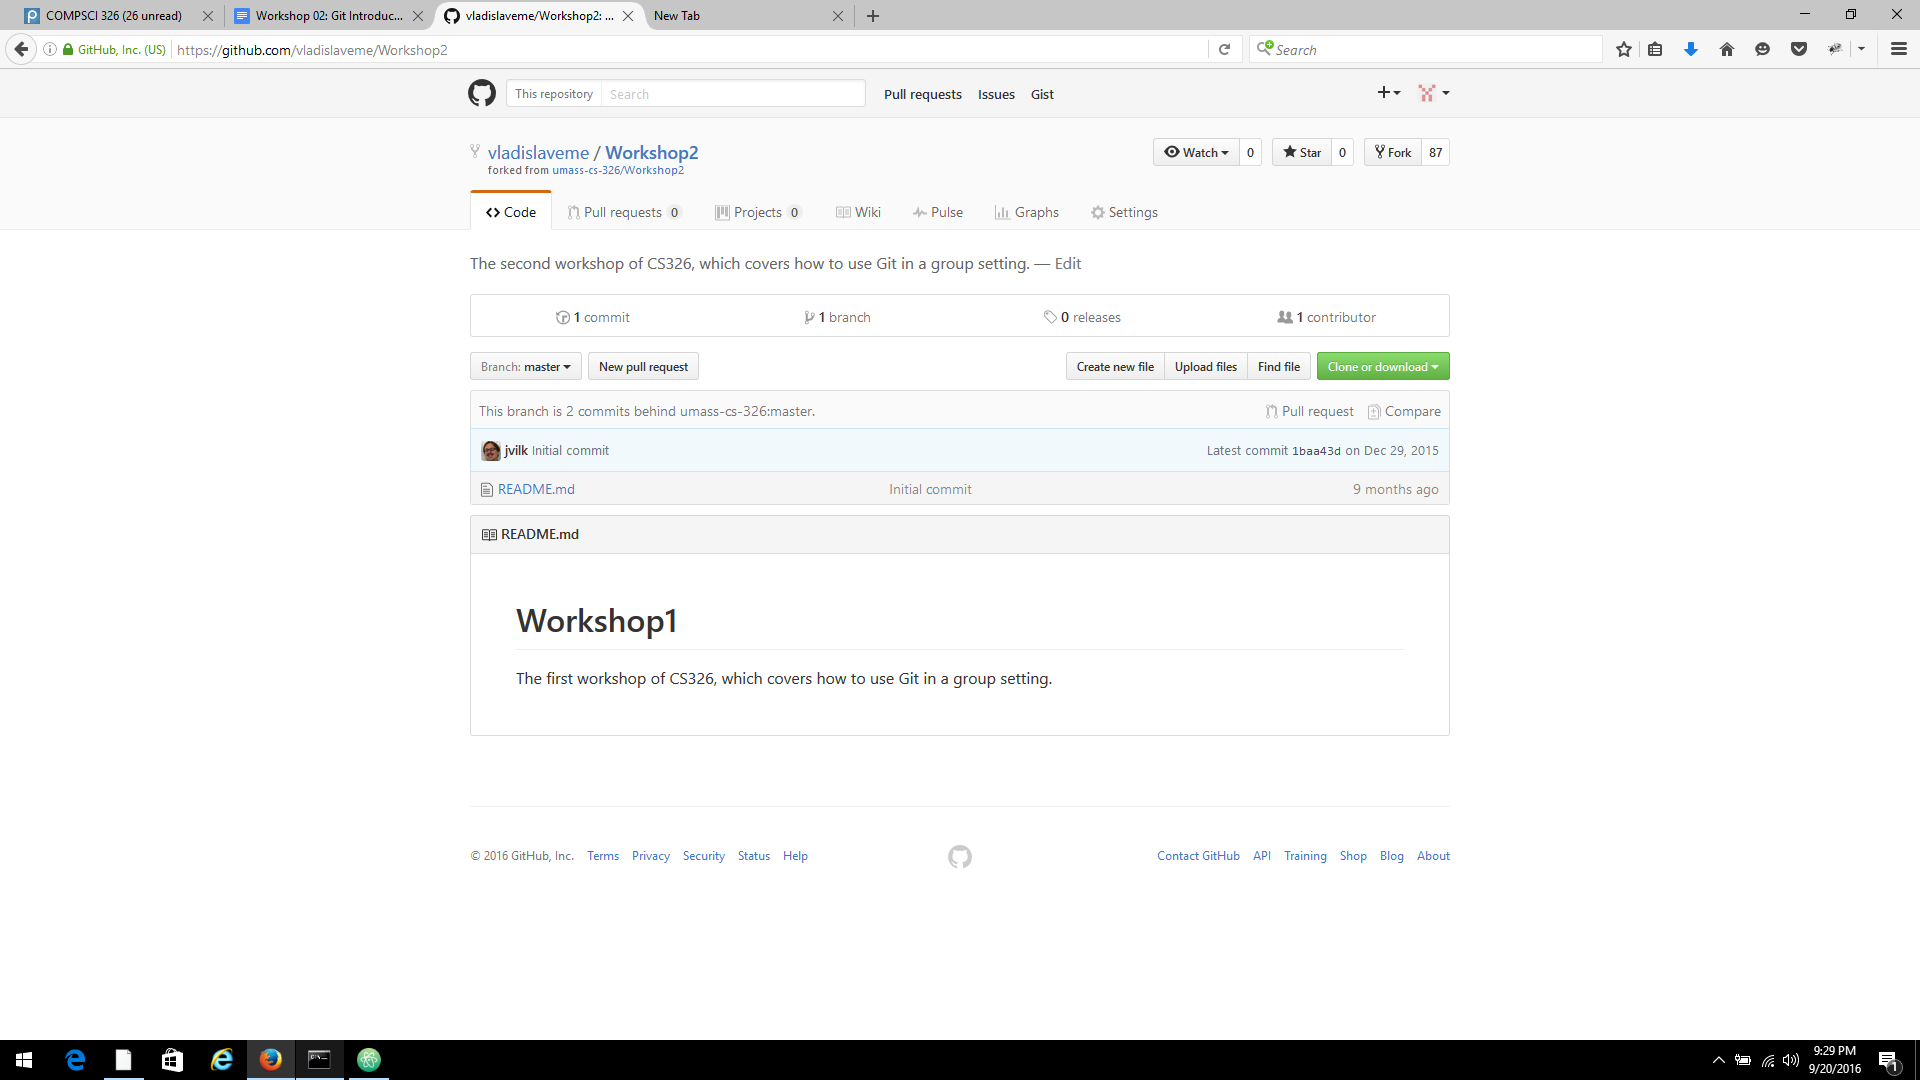 COMPSCI 326 (26 unread)
Workshop 02: Git Introduc...
vladislaveme/Workshop2: ...
New Tab
GitHub, Inc. (US)
https://github.com/vladislaveme/Workshop2
Search
This repository
Search
Pull requests
Issues
Gist
vladislaveme / Workshop2
forked from umass-cs-326/Workshop2
Watch 0
Star 0
Fork 87
Code
Pull requests 0
Projects 0
Wiki
Pulse
Graphs
Settings
The second workshop of CS326, which covers how to use Git in a group setting. — Edit
1 commit
1 branch
0 releases
1 contributor
Branch: master
New pull request
Create new file
Upload files
Find file
Clone or download
This branch is 2 commits behind umass-cs-326:master.
Pull request
Compare
jvilk Initial commit
Latest commit 1baa43d on Dec 29, 2015
README.md
Initial commit
9 months ago
README.md
Workshop1
The first workshop of CS326, which covers how to use Git in a group setting.
© 2016 GitHub, Inc.
Terms
Privacy
Security
Status
Help
Contact GitHub
API
Training
Shop
Blog
About
9:29 PM
9/20/2016
1